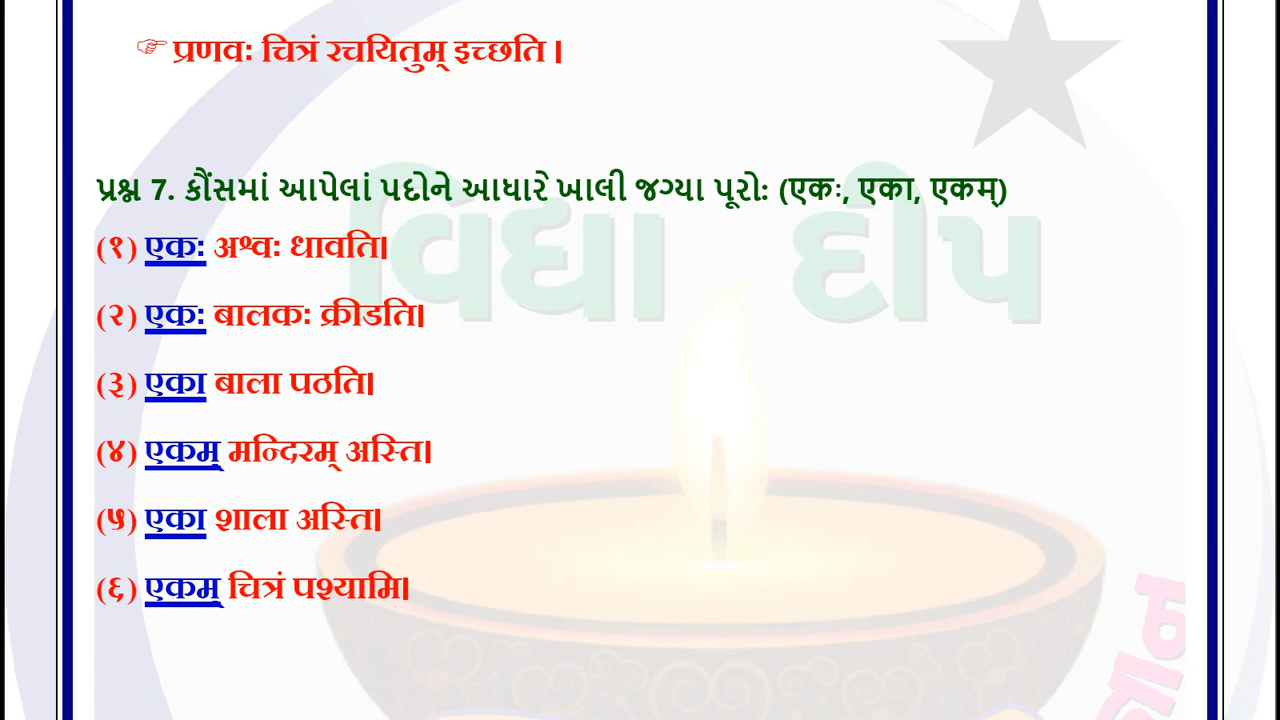 ☞ प्रणवः चित्रं रचयितुम् इच्छति ।
પ્રશ્ન 7. કૌંસમાં આપેલાં પદોને આધારે ખાલી જગ્યા પૂરો: (એकः, एका, एकम्)
(१) एकः अश्वः धावति।
(२) एकः बालकः क्रीडति।
(३) एका बाला पठति।
(४) एकम् मन्दिरम् अस्ति।
(५) एका शाला अस्ति।
(६) एकम् चित्रं पश्यामि।
વિદ્યા દીપ